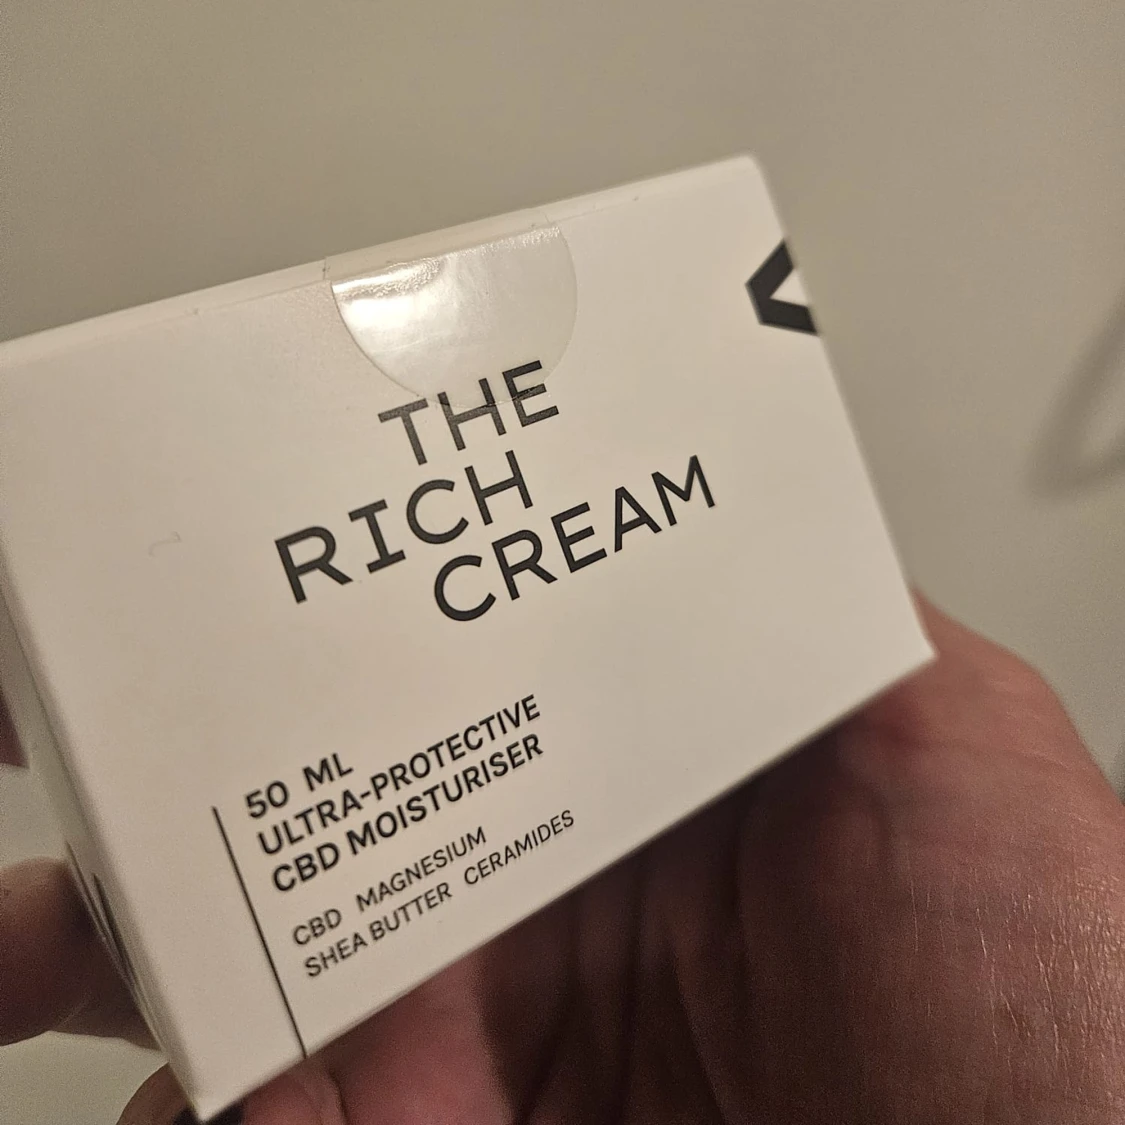 THE
RICH
CREAM
50 ML
ULTRA-PROTECTIVE
CBD MOISTURISER
CBD MAGNESIUM
SHEA BUTTER CERAMIDES